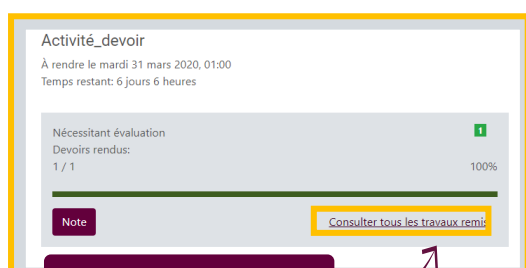 Activité_devoir
À rendre le mardi 31 mars 2020, 01:00
Temps restant: 6 jours 6 heures
Nécessitant évaluation 1
Devoirs rendus:
1 / 1 100%
Note Consulter tous les travaux remis